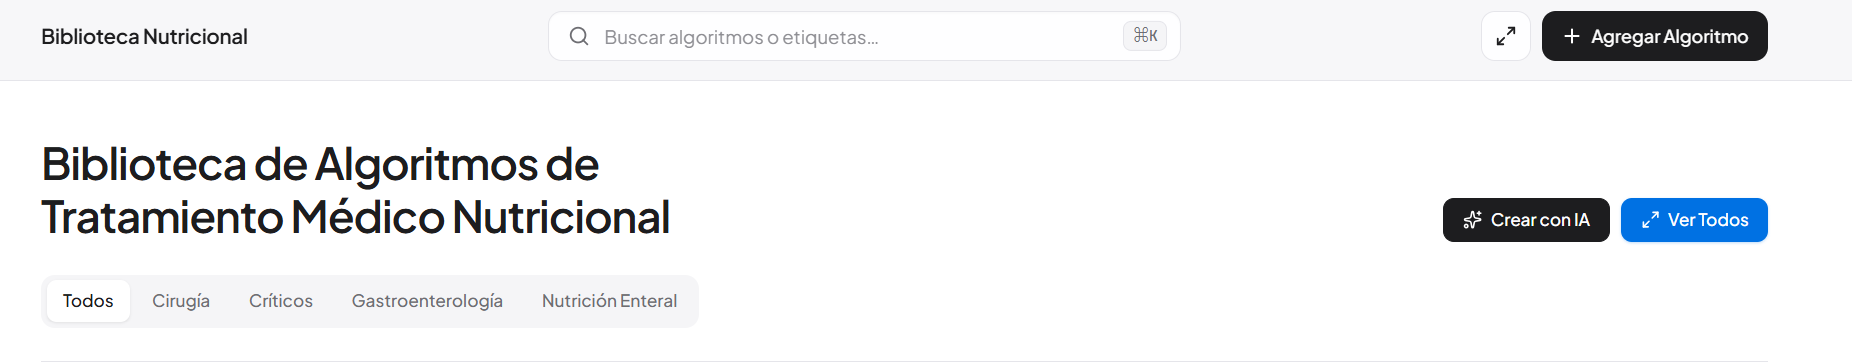 Biblioteca Nutricional
Buscar algoritmos o etiquetas...
⌘K
Agregar Algoritmo
Biblioteca de Algoritmos de
Tratamiento Médico Nutricional
Crear con IA
Ver Todos
Todos
Cirugía
Críticos
Gastroenterología
Nutrición Enteral